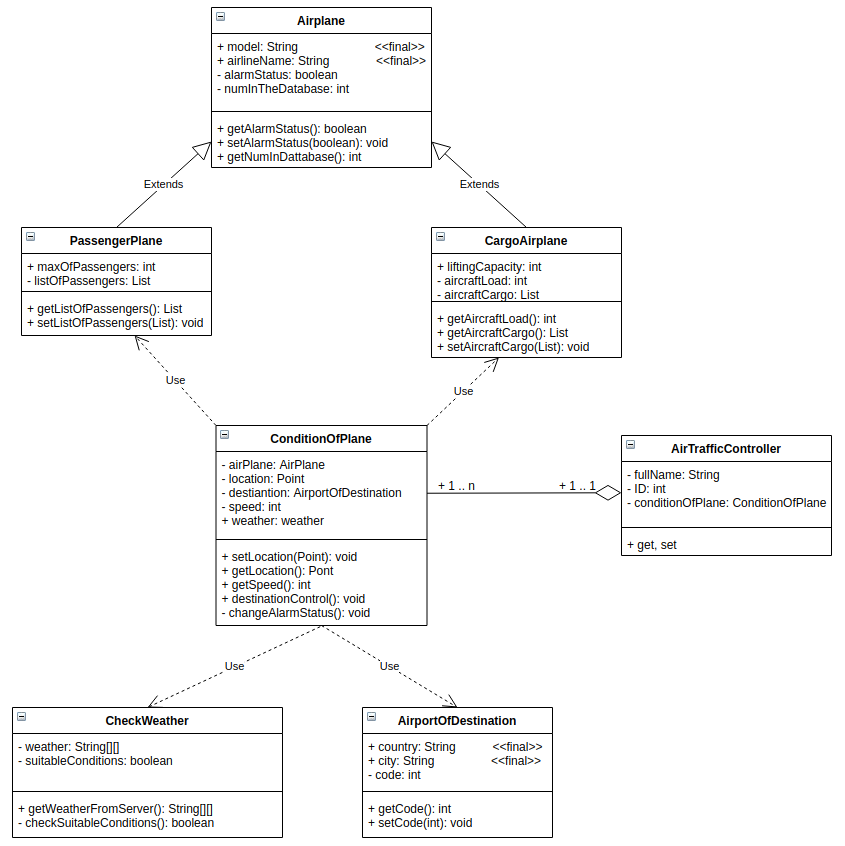 Airplane
+ model: String <<final>>
+ airlineName: String <<final>>
- alarmStatus: boolean
- numInTheDatabase: int
+ getAlarmStatus(): boolean
+ setAlarmStatus(boolean): void
+ getNumInDattabase(): int
Extends
Extends
PassengerPlane
+ maxOfPassengers: int
- listOfPassengers: List
+ getListOfPassengers(): List
+ setListOfPassengers(List): void
CargoAirplane
+ liftingCapacity: int
- aircraftLoad: int
- aircraftCargo: List
+ getAircraftLoad(): int
+ getAircraftCargo(): List
+ setAircraftCargo(List): void
Use
Use
ConditionOfPlane
- airPlane: AirPlane
- location: Point
- destiantion: AirportOfDestination
- speed: int
+ weather: weather
+ setLocation(Point): void
+ getLocation(): Pont
+ getSpeed(): int
+ destinationControl(): void
- changeAlarmStatus(): void
+ 1 .. n
+ 1 .. 1
AirTrafficController
- fullName: String
- ID: int
- conditionOfPlane: ConditionOfPlane
+ get, set
Use
Use
CheckWeather
- weather: String[][]
- suitableConditions: boolean
+ getWeatherFromServer(): String[][]
- checkSuitableConditions(): boolean
AirportOfDestination
+ country: String <<final>>
+ city: String <<final>>
- code: int
+ getCode(): int
+ setCode(int): void